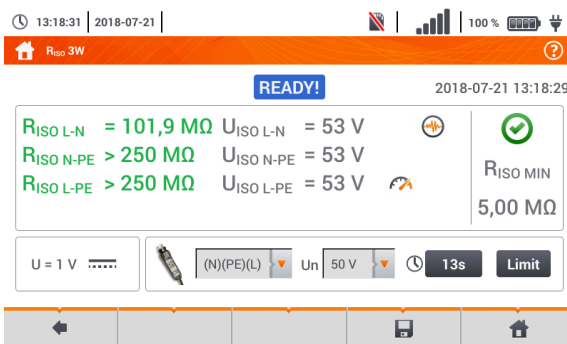 13:18:31 2018-07-21 100 %
RISO 3W ?
READY! 2018-07-21 13:18:29
RISO L-N = 101,9 MΩ UISO L-N = 53 V
RISO N-PE > 250 MΩ UISO N-PE = 53 V
RISO L-PE > 250 MΩ UISO L-PE = 53 V
RISO MIN
5,00 MΩ
U = 1 V (N)(PE)(L) Un 50 V 13s Limit